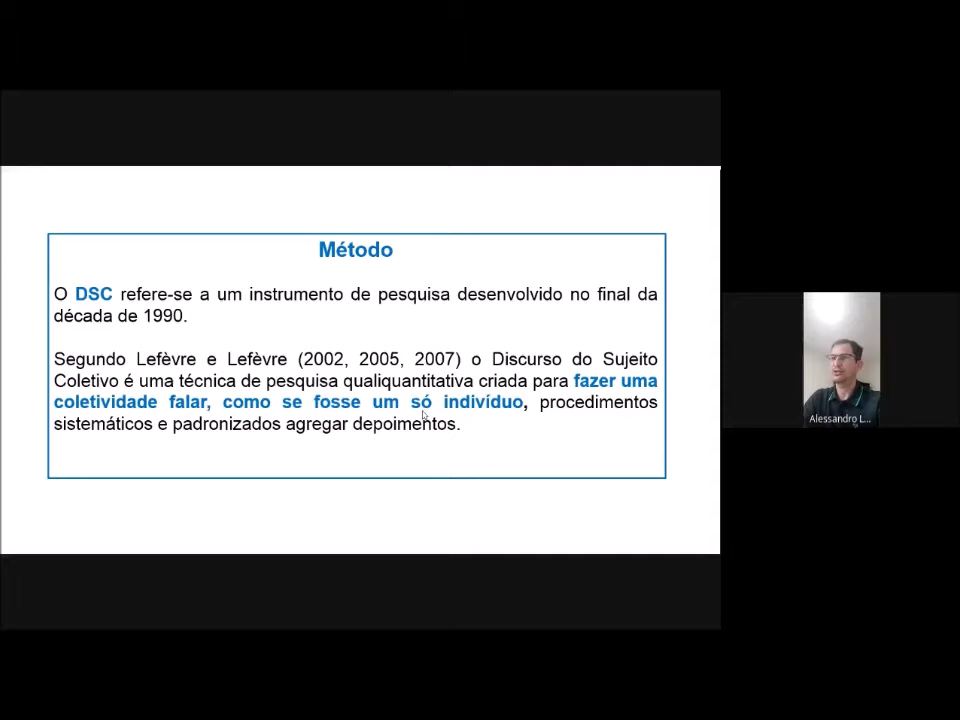 Método
O DSC refere-se a um instrumento de pesquisa desenvolvido no final da
década de 1990.
Segundo Lefèvre e Lefèvre (2002, 2005, 2007) o Discurso do Sujeito
Coletivo é uma técnica de pesquisa qualiquantitativa criada para fazer uma
coletividade falar, como se fosse um só indivíduo, procedimentos
sistemáticos e padronizados agregar depoimentos.
Alessandro L...